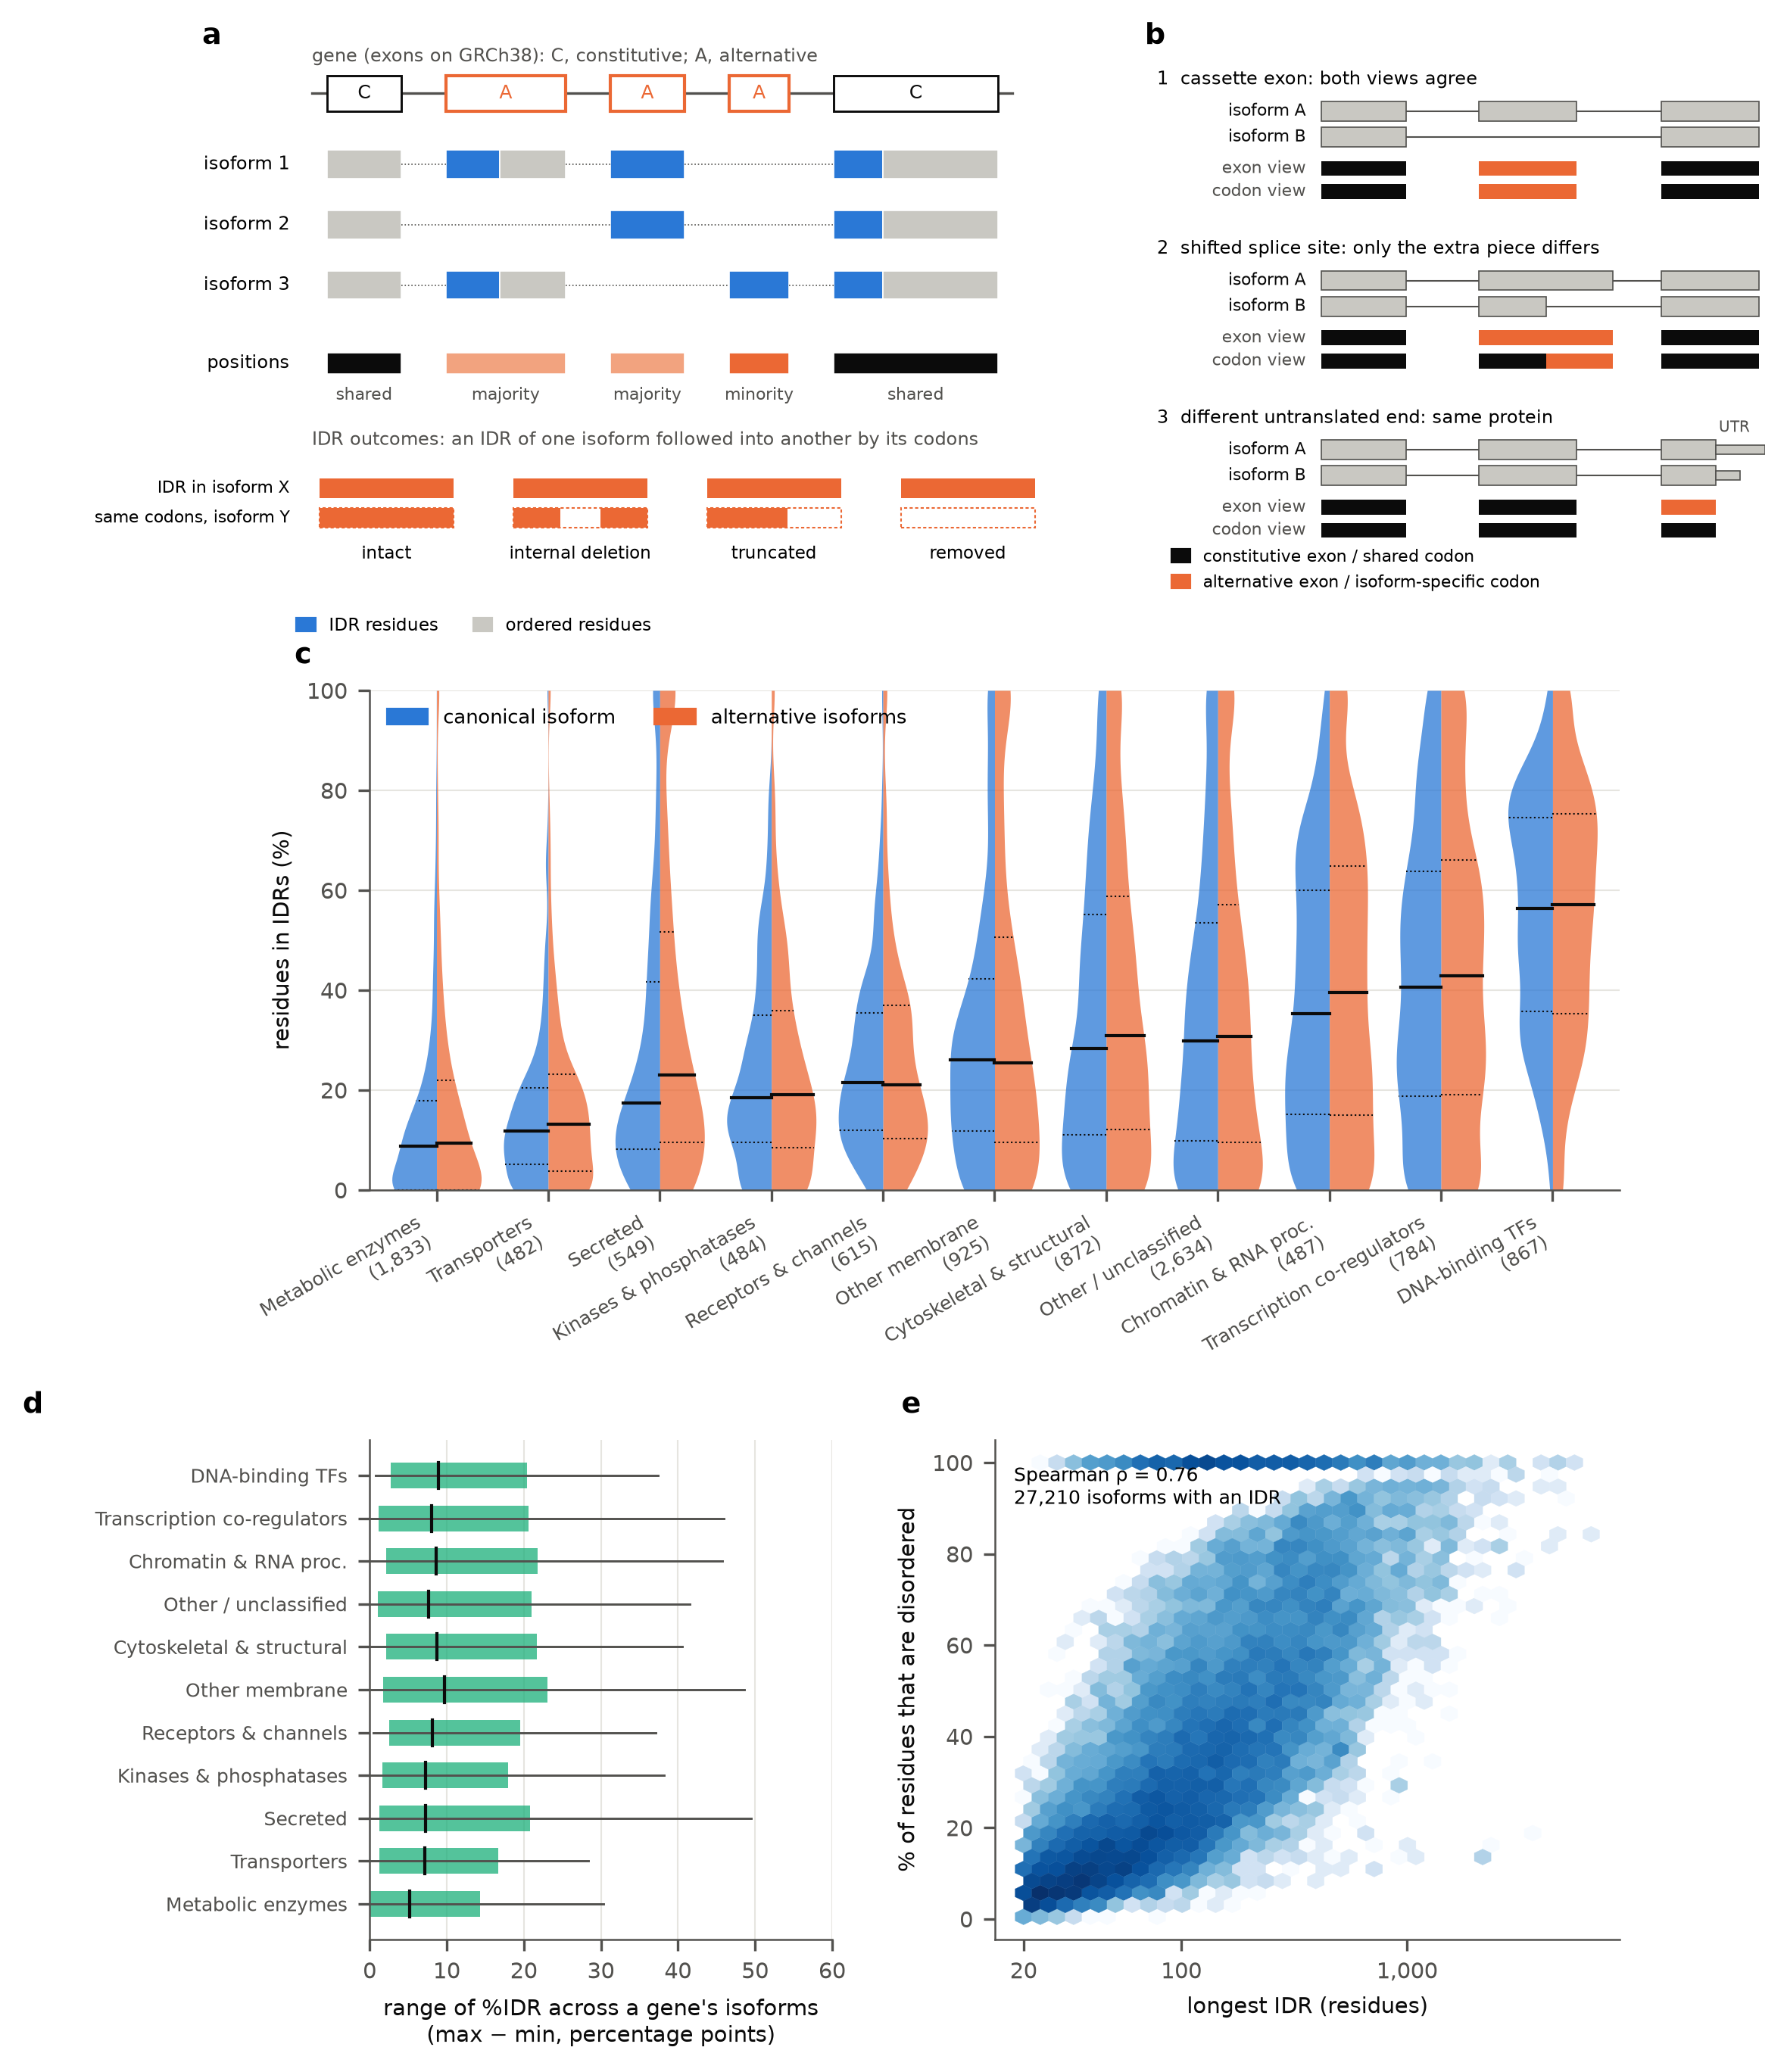 a
gene (exons on GRCh38): C, constitutive; A, alternative
C
A
A
A
C
isoform 1
isoform 2
isoform 3
positions
shared
majority
majority
minority
shared
IDR outcomes: an IDR of one isoform followed into another by its codons
IDR in isoform X
same codons, isoform Y
intact
internal deletion
truncated
removed
IDR residues
ordered residues
b
1 cassette exon: both views agree
isoform A
isoform B
exon view
codon view
2 shifted splice site: only the extra piece differs
isoform A
isoform B
exon view
codon view
3 different untranslated end: same protein
UTR
isoform A
isoform B
exon view
codon view
constitutive exon / shared codon
alternative exon / isoform-specific codon
c
canonical isoform
alternative isoforms
residues in IDRs (%)
100
80
60
40
20
0
Metabolic enzymes
(1,833)
Transporters
(482)
Secreted
(549)
Kinases & phosphatases
(484)
Receptors & channels
(615)
Other membrane
(925)
Cytoskeletal & structural
(872)
Other / unclassified
(2,634)
Chromatin & RNA proc.
(487)
Transcription co-regulators
(784)
DNA-binding TFs
(867)
d
DNA-binding TFs
Transcription co-regulators
Chromatin & RNA proc.
Other / unclassified
Cytoskeletal & structural
Other membrane
Receptors & channels
Kinases & phosphatases
Secreted
Transporters
Metabolic enzymes
0
10
20
30
40
50
60
range of %IDR across a gene's isoforms
(max − min, percentage points)
e
Spearman ρ = 0.76
27,210 isoforms with an IDR
% of residues that are disordered
100
80
60
40
20
0
20
100
1,000
longest IDR (residues)